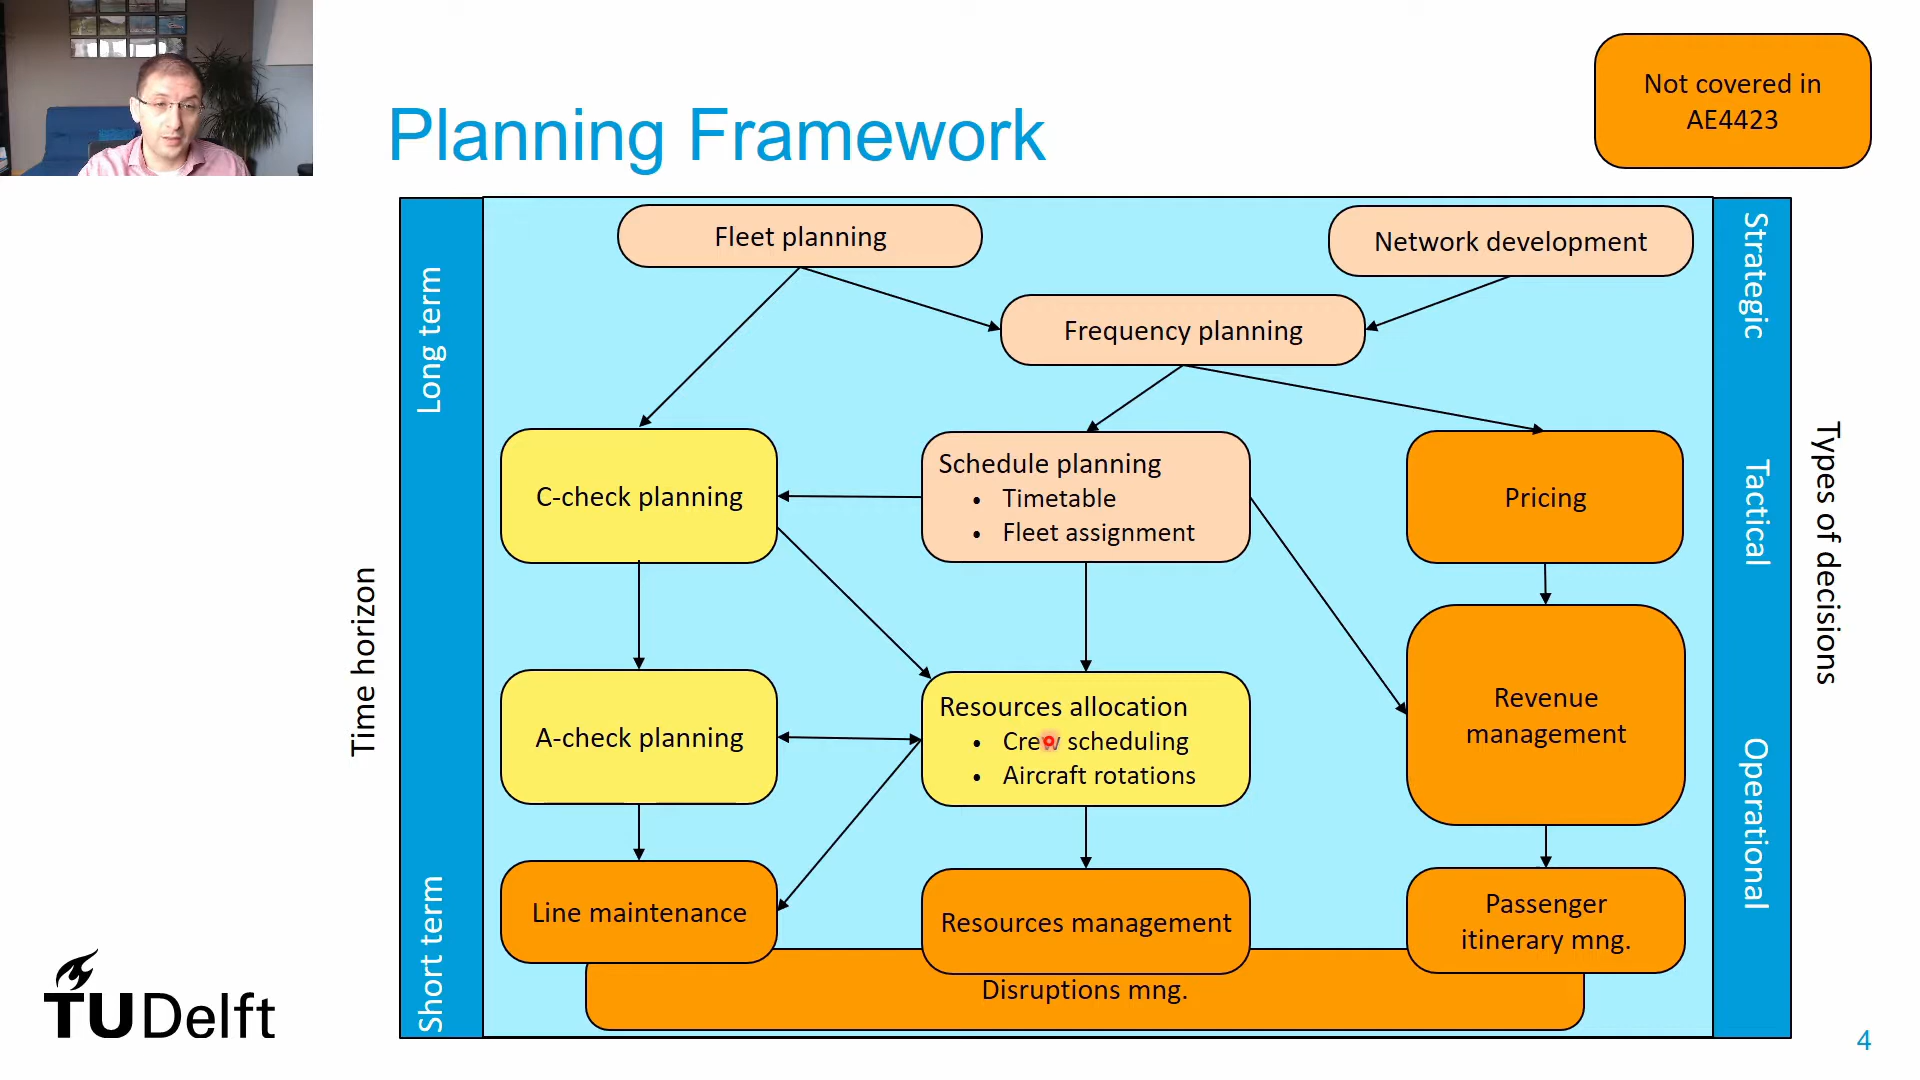 Not covered in
AE4423
Planning Framework
Fleet planning
Network development
Strategic
Long term
Frequency planning
C-check planning
Schedule planning
• Timetable
• Fleet assignment
Pricing
Tactical
Types of decisions
Time horizon
A-check planning
Resources allocation
• Crew scheduling
• Aircraft rotations
Revenue
management
Operational
Line maintenance
Resources management
Passenger
itinerary mng.
Short term
Disruptions mng.
TUDelft
4